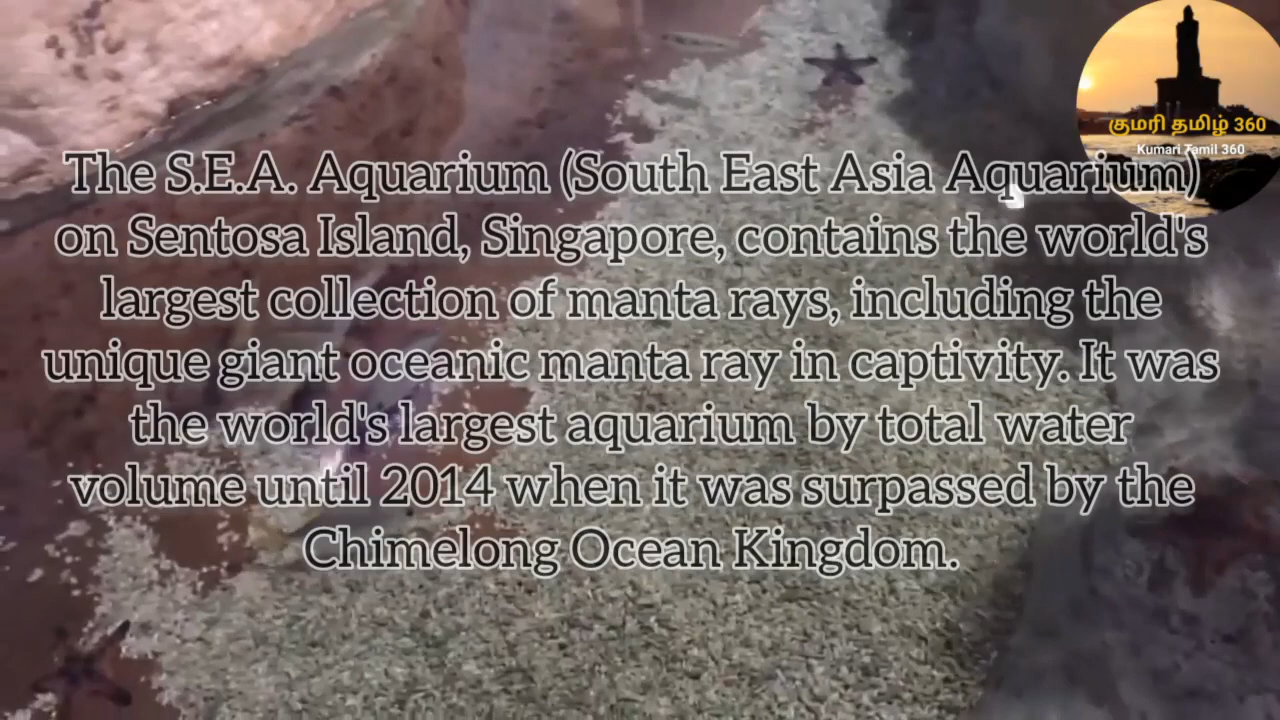 குமரி தமிழ் 360
Kumari Tamil 360
The S.E.A. Aquarium (South East Asia Aquarium)
on Sentosa Island, Singapore, contains the world's
largest collection of manta rays, including the
unique giant oceanic manta ray in captivity. It was
the world's largest aquarium by total water
volume until 2014 when it was surpassed by the
Chimelong Ocean Kingdom.